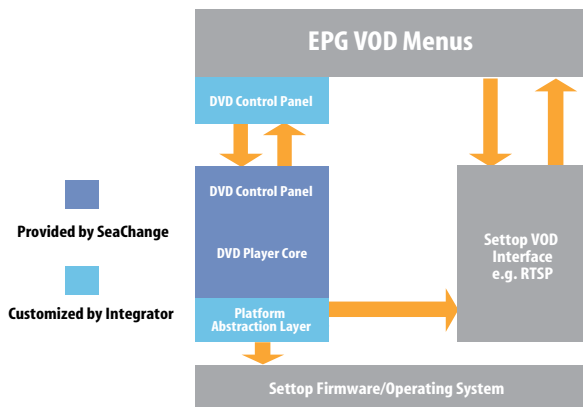 EPG VOD Menus
DVD Control Panel
DVD Control Panel
Provided by SeaChange
DVD Player Core
Settop VOD
Interface
e.g. RTSP
Customized by Integrator
Platform
Abstraction Layer
Settop Firmware/Operating System